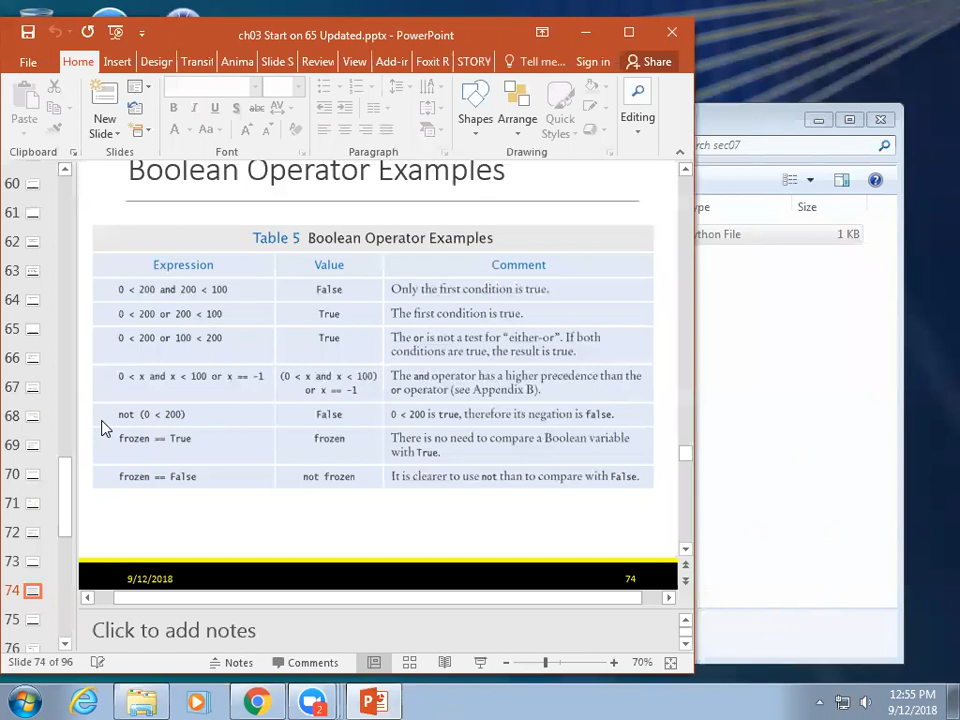 ch03 Start on 65 Updated.pptx - PowerPoint
File Home Insert Design Transit Anima Slide S Review View Add-ir Foxit R STORY Tell me... Sign in Share
Paste New Slide Shapes Arrange Quick Styles Editing
B I U S abc AV
A Aa A A
Clipboard Slides Font Paragraph Drawing
rch sec07
ype Size
ython File 1 KB
60
61
62
63
64
65
66
67
68
69
70
71
72
73
74
75
76
Boolean Operator Examples
Table 5 Boolean Operator Examples
Expression Value Comment
0 < 200 and 200 < 100 False Only the first condition is true.
0 < 200 or 200 < 100 True The first condition is true.
0 < 200 or 100 < 200 True The or is not a test for “either-or”. If both
conditions are true, the result is true.
0 < x and x < 100 or x == -1 (0 < x and x < 100) The and operator has a higher precedence than the
or x == -1 or operator (see Appendix B).
not (0 < 200) False 0 < 200 is true, therefore its negation is false.
frozen == True frozen There is no need to compare a Boolean variable
with True.
frozen == False not frozen It is clearer to use not than to compare with False.
9/12/2018 74
Click to add notes
Slide 74 of 96 Notes Comments 70%
2
12:55 PM
9/12/2018